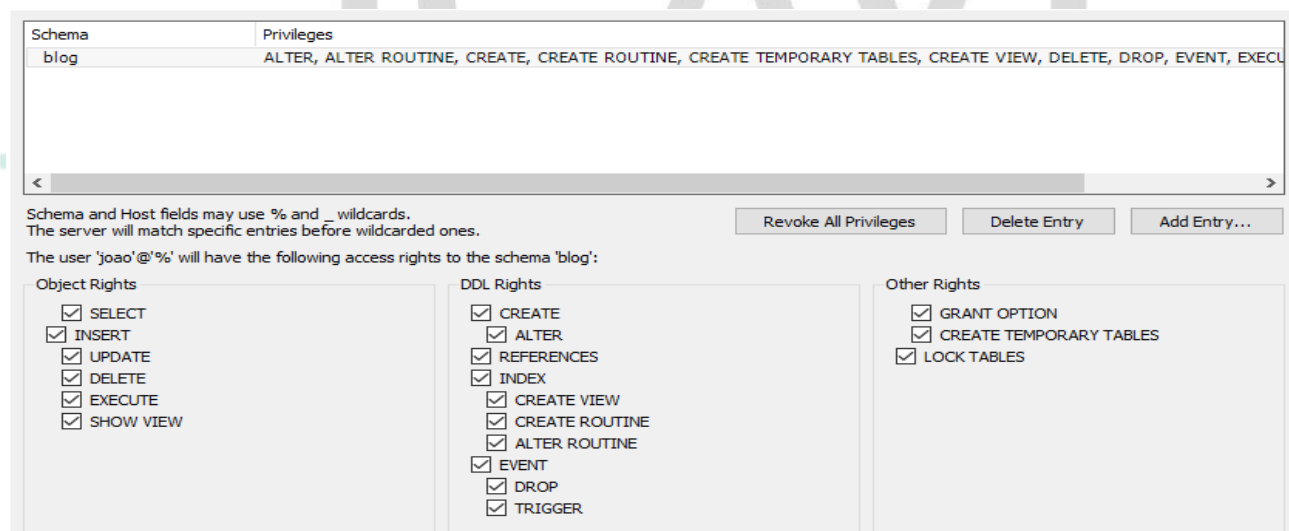 Schema Privileges
blog ALTER, ALTER ROUTINE, CREATE, CREATE ROUTINE, CREATE TEMPORARY TABLES, CREATE VIEW, DELETE, DROP, EVENT,
Schema and Host fields may use % and _ wildcards.
The server will match specific entries before wildcarded ones.
Revoke All Privileges Delete Entry Add Entry...
The user 'joao'@'%' will have the following access rights to the schema 'blog':
Object Rights
SELECT
INSERT
UPDATE
DELETE
EXECUTE
SHOW VIEW
DDL Rights
CREATE
ALTER
REFERENCES
INDEX
CREATE VIEW
CREATE ROUTINE
ALTER ROUTINE
EVENT
DROP
TRIGGER
Other Rights
GRANT OPTION
CREATE TEMPORARY TABLES
LOCK TABLES